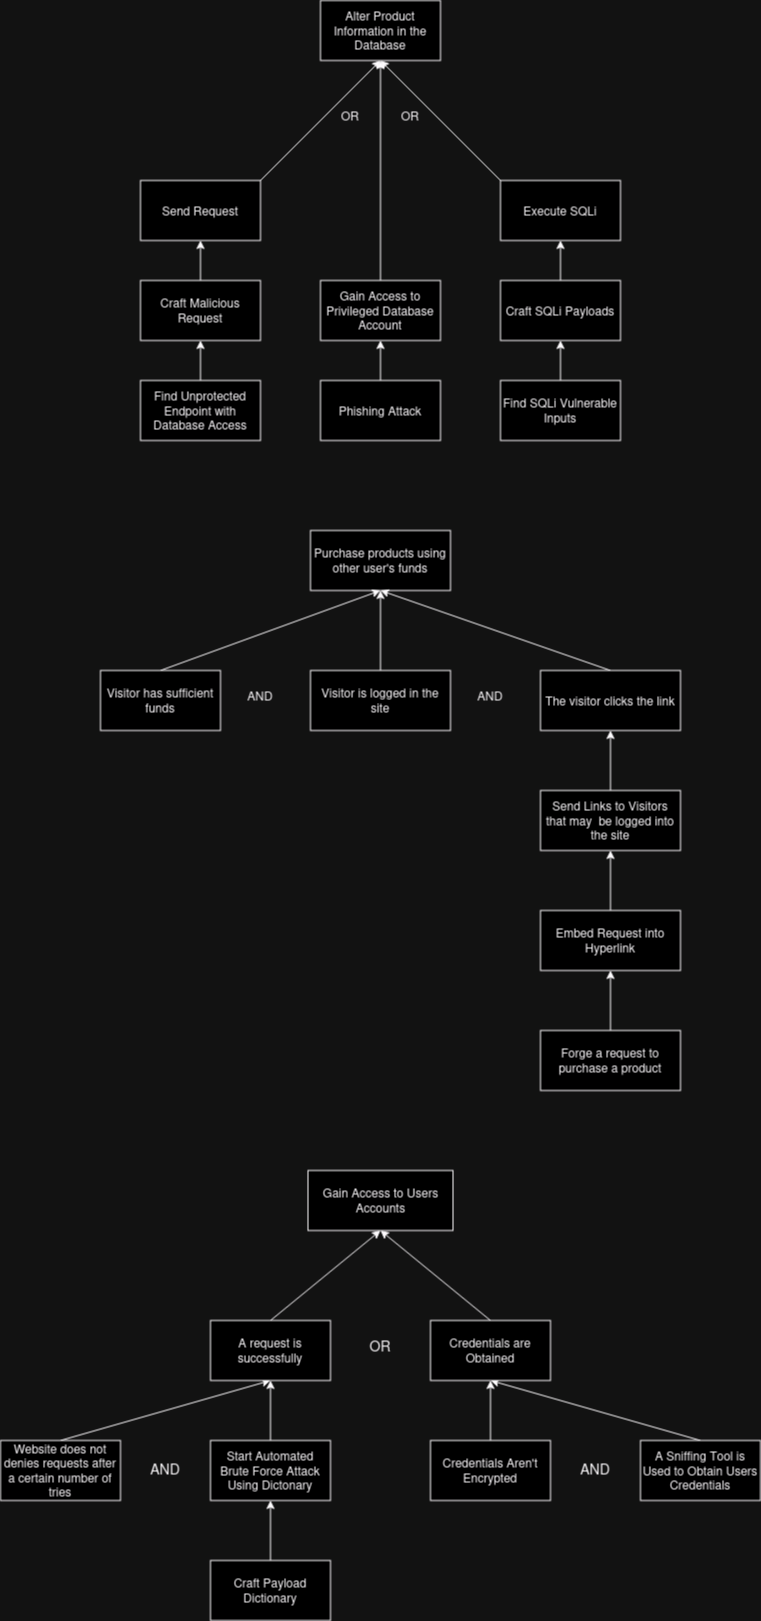 Alter Product
Information in the
Database
OR
OR
Send Request
Execute SQLi
Craft Malicious
Request
Gain Access to
Privileged Database
Account
Craft SQLi Payloads
Find Unprotected
Endpoint with
Database Access
Phishing Attack
Find SQLi Vulnerable
Inputs
Purchase products using
other user's funds
Visitor has sufficient
funds
AND
Visitor is logged in the
site
AND
The visitor clicks the link
Send Links to Visitors
that may be logged into
the site
Embed Request into
Hyperlink
Forge a request to
purchase a product
Gain Access to Users
Accounts
A request is
successfully
OR
Credentials are
Obtained
Website does not
denies requests after
a certain number of
tries
AND
Start Automated
Brute Force Attack
Using Dictonary
Credentials Aren't
Encrypted
AND
A Sniffing Tool is
Used to Obtain Users
Credentials
Craft Payload
Dictionary